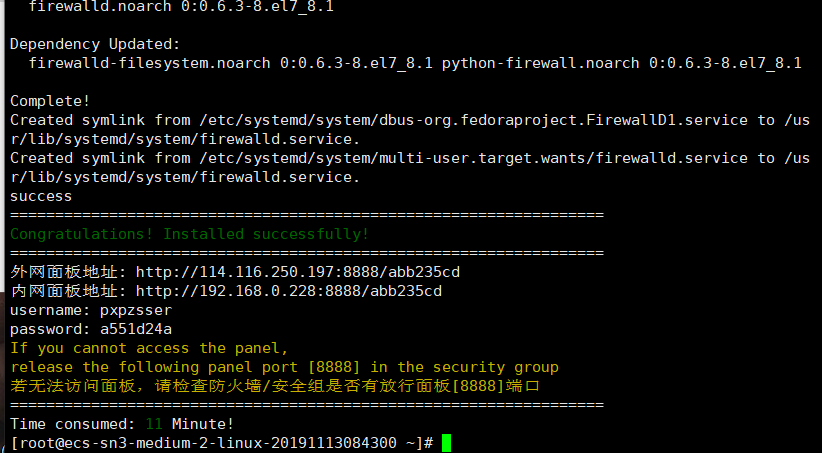 firewalld.noarch 0:0.6.3-8.el7_8.1
Dependency Updated:
firewalld-filesystem.noarch 0:0.6.3-8.el7_8.1 python-firewall.noarch 0:0.6.3-8.el7_8.1
Complete!
Created symlink from /etc/systemd/system/dbus-org.fedoraproject.FirewallD1.service to /us
r/lib/systemd/system/firewalld.service.
Created symlink from /etc/systemd/system/multi-user.target.wants/firewalld.service to /us
r/lib/systemd/system/firewalld.service.
success
==================================================================
Congratulations! Installed successfully!
==================================================================
外网面板地址: http://114.116.250.197:8888/abb235cd
内网面板地址: http://192.168.0.228:8888/abb235cd
username: pxpzsser
password: a551d24a
If you cannot access the panel,
release the following panel port [8888] in the security group
若无法访问面板，请检查防火墙/安全组是否有放行面板[8888]端口
==================================================================
Time consumed: 11 Minute!
[root@ecs-sn3-medium-2-linux-20191113084300 ~]#